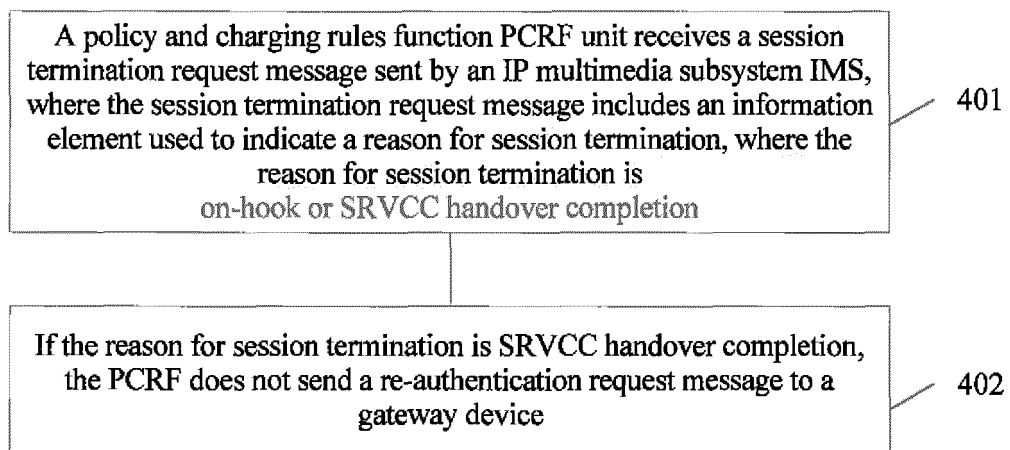 A policy and charging rules function PCRF unit receives a session
termination request message sent by an IP multimedia subsystem IMS,
where the session termination request message includes an information
element used to indicate a reason for session termination, where the
reason for session termination is
on-hook or SRVCC handover completion
401
If the reason for session termination is SRVCC handover completion,
the PCRF does not send a re-authentication request message to a
gateway device
402